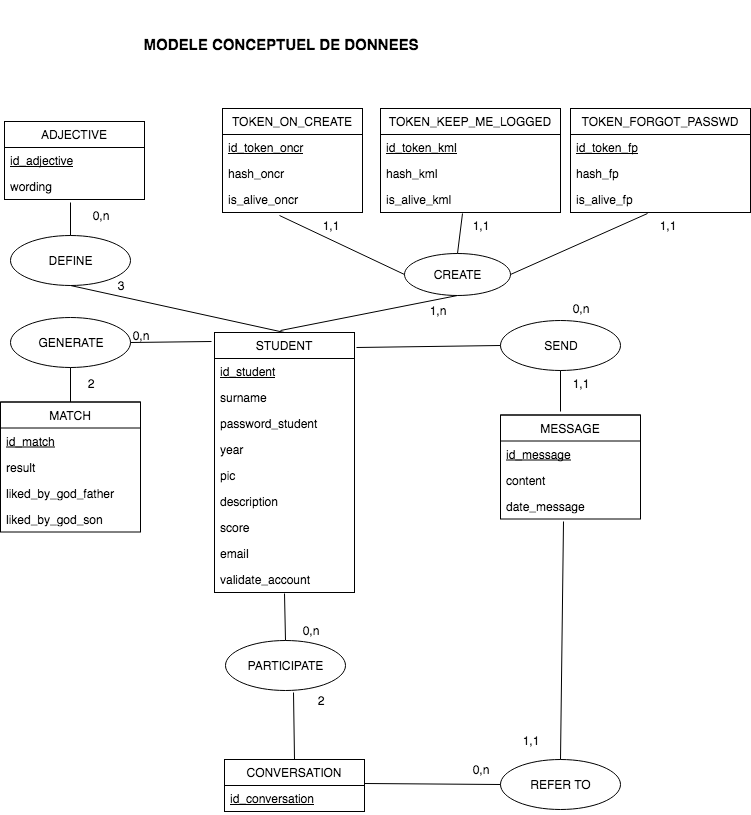 MODELE CONCEPTUEL DE DONNEES
ADJECTIVE
id_adjective
wording
TOKEN_ON_CREATE
id_token_oncr
hash_oncr
is_alive_oncr
TOKEN_KEEP_ME_LOGGED
id_token_kml
hash_kml
is_alive_kml
TOKEN_FORGOT_PASSWD
id_token_fp
hash_fp
is_alive_fp
0,n
1,1
1,1
1,1
DEFINE
CREATE
3
1,n
0,n
GENERATE
0,n
STUDENT
id_student
surname
password_student
year
pic
description
score
email
validate_account
SEND
2
1,1
MATCH
id_match
result
liked_by_god_father
liked_by_god_son
MESSAGE
id_message
content
date_message
0,n
PARTICIPATE
2
1,1
CONVERSATION
id_conversation
0,n
REFER TO